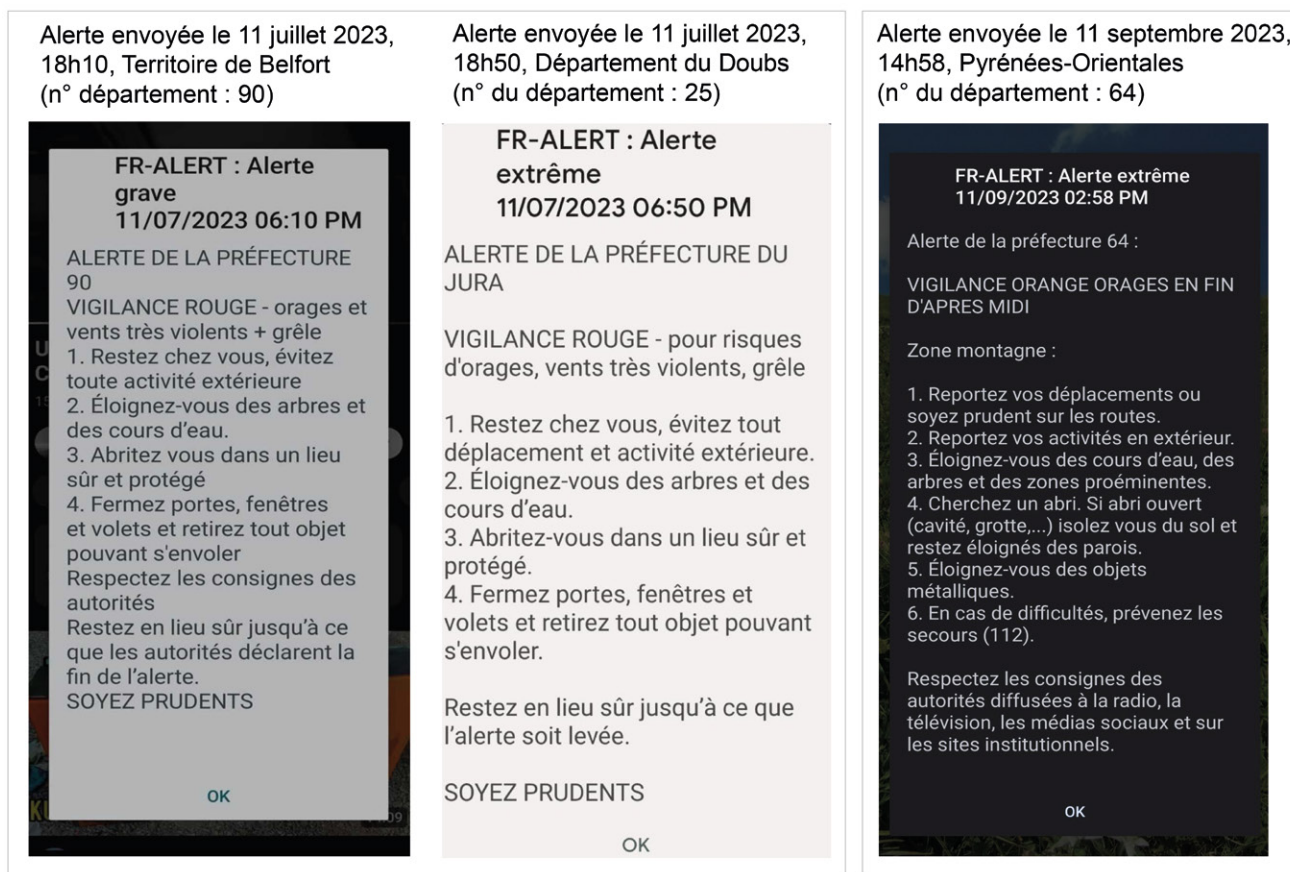 Alerte envoyée le 11 juillet 2023,
18h10, Territoire de Belfort
(n° département : 90)
FR-ALERT : Alerte
grave
11/07/2023 06:10 PM
ALERTE DE LA PRÉFECTURE
90
VIGILANCE ROUGE - orages et
vents très violents + grêle
1. Restez chez vous, évitez
toute activité extérieure
2. Éloignez-vous des arbres et
des cours d'eau.
3. Abritez vous dans un lieu
sûr et protégé
4. Fermez portes, fenêtres
et volets et retirez tout objet
pouvant s'envoler
Respectez les consignes des
autorités
Restez en lieu sûr jusqu'à ce
que les autorités déclarent la
fin de l'alerte.
SOYEZ PRUDENTS
OK
Alerte envoyée le 11 juillet 2023,
18h50, Département du Doubs
(n° du département : 25)
FR-ALERT : Alerte
extrême
11/07/2023 06:50 PM
ALERTE DE LA PRÉFECTURE DU
JURA
VIGILANCE ROUGE - pour risques
d'orages, vents très violents, grêle
1. Restez chez vous, évitez tout
déplacement et activité extérieure.
2. Éloignez-vous des arbres et des
cours d'eau.
3. Abritez-vous dans un lieu sûr et
protégé.
4. Fermez portes, fenêtres et
volets et retirez tout objet pouvant
s'envoler.
Restez en lieu sûr jusqu'à ce que
l'alerte soit levée.
SOYEZ PRUDENTS
OK
Alerte envoyée le 11 septembre 2023,
14h58, Pyrénées-Orientales
(n° du département : 64)
FR-ALERT : Alerte extrême
11/09/2023 02:58 PM
Alerte de la préfecture 64 :
VIGILANCE ORANGE ORAGES EN FIN
D'APRES MIDI
Zone montagne :
1. Reportez vos déplacements ou
soyez prudent sur les routes.
2. Reportez vos activités en extérieur.
3. Éloignez-vous des cours d'eau, des
arbres et des zones proéminentes.
4. Cherchez un abri. Si abri ouvert
(cavité, grotte,...) isolez vous du sol et
restez éloignés des parois.
5. Éloignez-vous des objets
métalliques.
6. En cas de difficultés, prévenez les
secours (112).
Respectez les consignes des
autorités diffusées à la radio, la
télévision, les médias sociaux et sur
les sites institutionnels.
OK